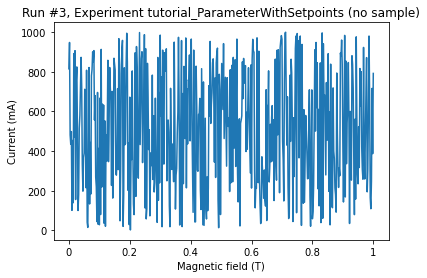 Run #3, Experiment tutorial_ParameterWithSetpoints (no sample)
1000
800
600
400
200
0
Current (mA)
0 0.2 0.4 0.6 0.8 1
Magnetic field (T)